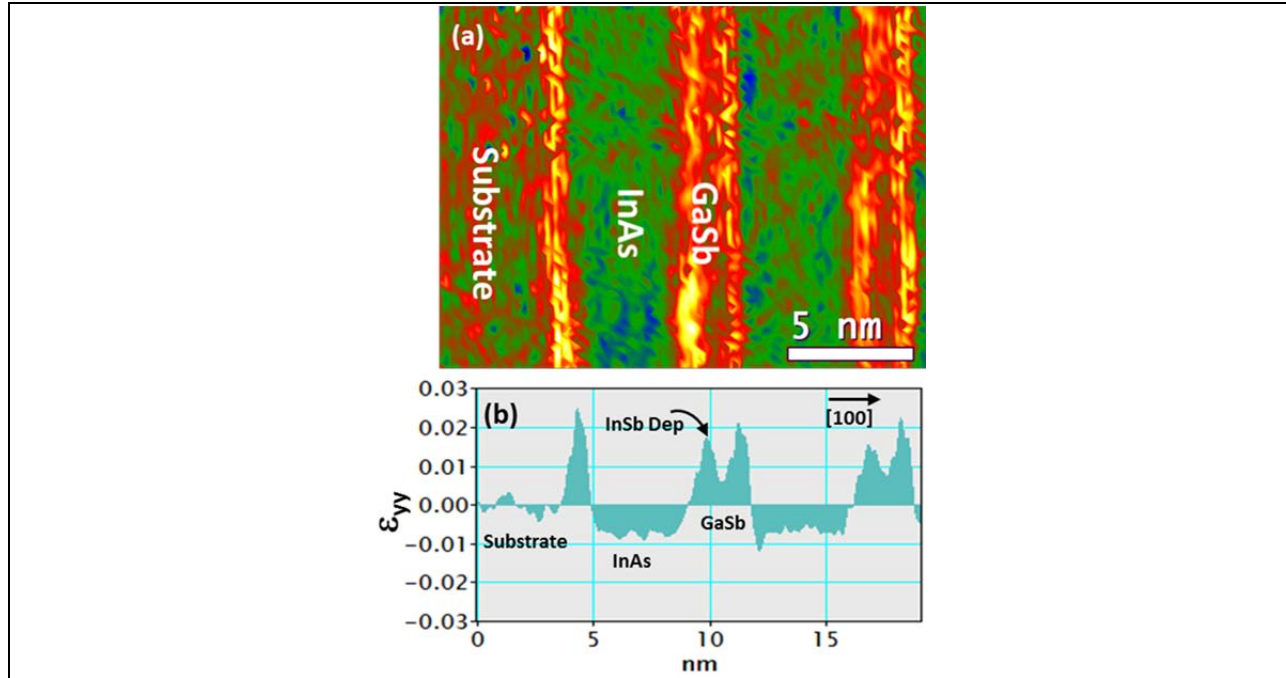 (a)
Substrate
InAs
GaSb
5 nm
(b)
[100]
InSb Dep
GaSb
Substrate
InAs
εyy
0.03
0.02
0.01
0.00
-0.01
-0.02
-0.03
0
5
10
15
nm